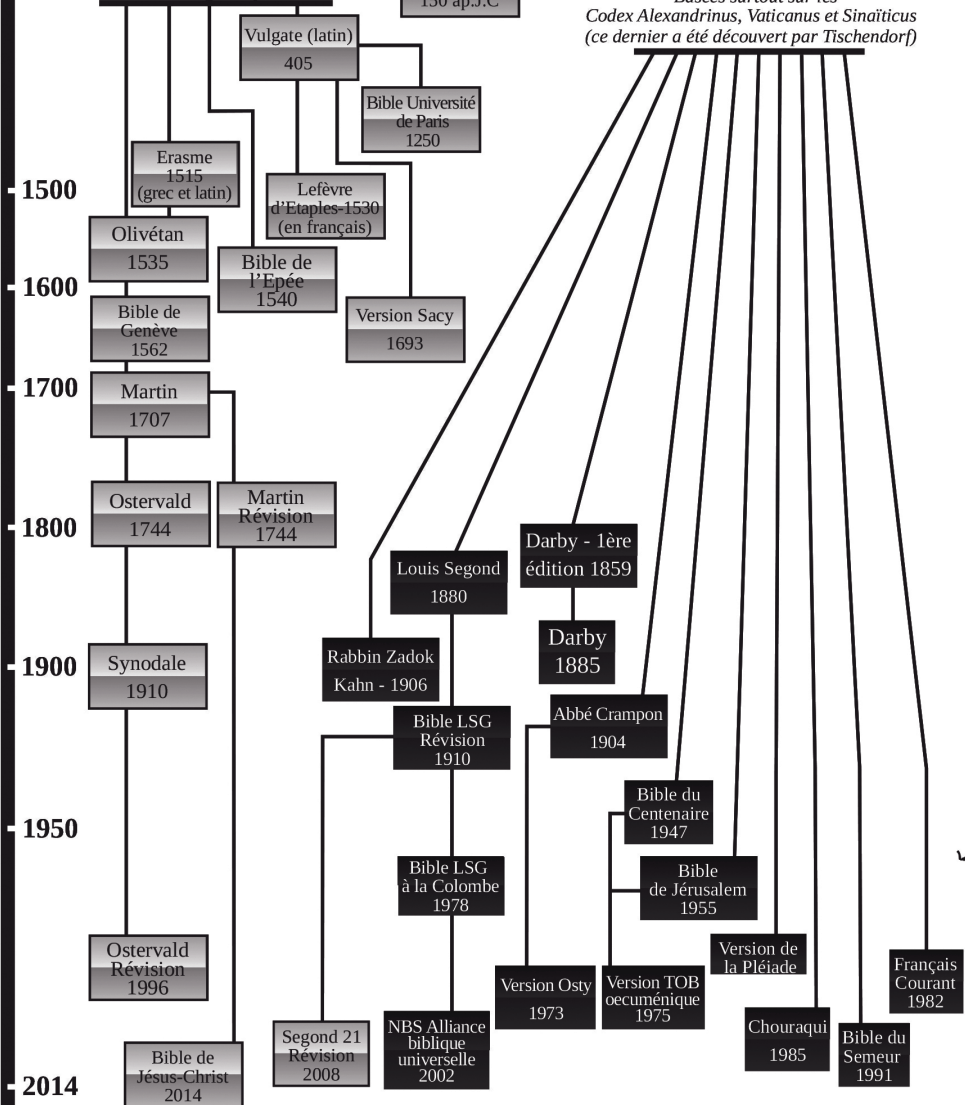 150 ap.J.C
Basées surtout sur les
Codex Alexandrinus, Vaticanus et Sinaïticus
(ce dernier a été découvert par Tischendorf)
Vulgate (latin)
405
Bible Université
de Paris
1250
Erasme
1515
(grec et latin)
1500
Lefèvre
d'Etaples-1530
(en français)
Olivétan
1535
Bible de
l'Epée
1540
1600
Bible de
Genève
1562
Version Sacy
1693
1700
Martin
1707
Ostervald
1744
Martin
Révision
1744
1800
Darby - 1ère
édition 1859
Louis Segond
1880
Darby
1885
1900
Synodale
1910
Rabbin Zadok
Kahn - 1906
Abbé Crampon
1904
Bible LSG
Révision
1910
Bible du
Centenaire
1947
1950
Bible LSG
à la Colombe
1978
Bible
de Jérusalem
1955
Ostervald
Révision
1996
Version de
la Pléiade
Français
Courant
1982
Version Osty
1973
Version TOB
oecuménique
1975
Segond 21
Révision
2008
NBS Alliance
biblique
universelle
2002
Chouraqui
1985
Bible du
Semeur
1991
Bible de
Jésus-Christ
2014
2014